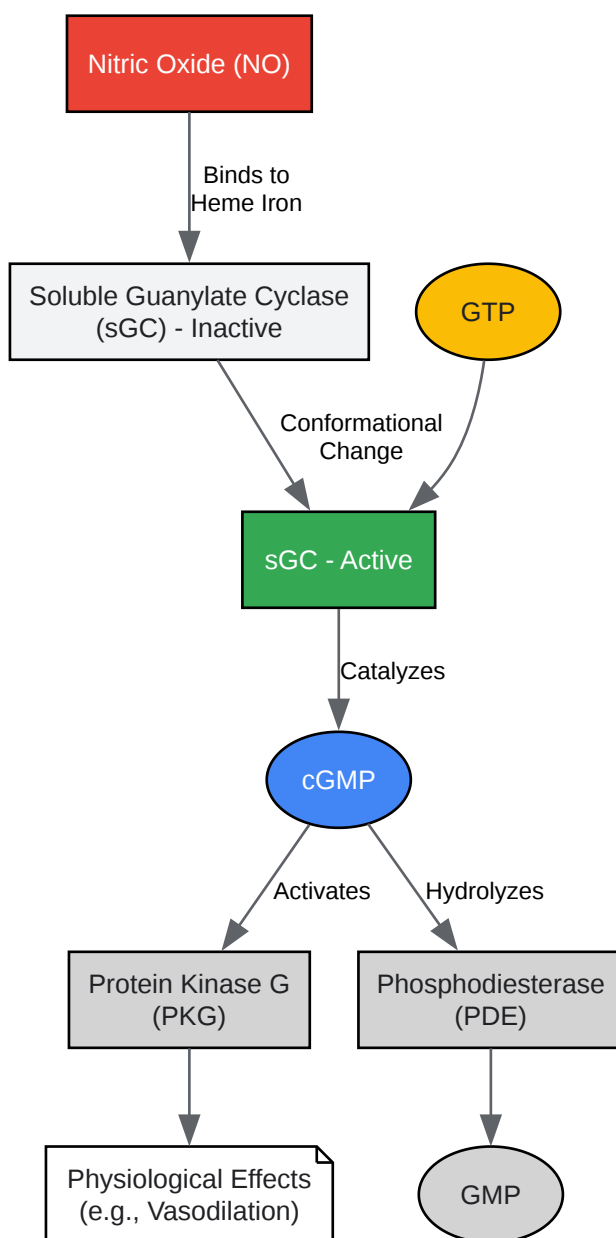 Nitric Oxide (NO)
Binds to
Heme Iron
Soluble Guanylate Cyclase
(sGC) - Inactive
GTP
Conformational
Change
sGC - Active
Catalyzes
cGMP
Activates
Hydrolyzes
Protein Kinase G
(PKG)
Phosphodiesterase
(PDE)
Physiological Effects
(e.g., Vasodilation)
GMP